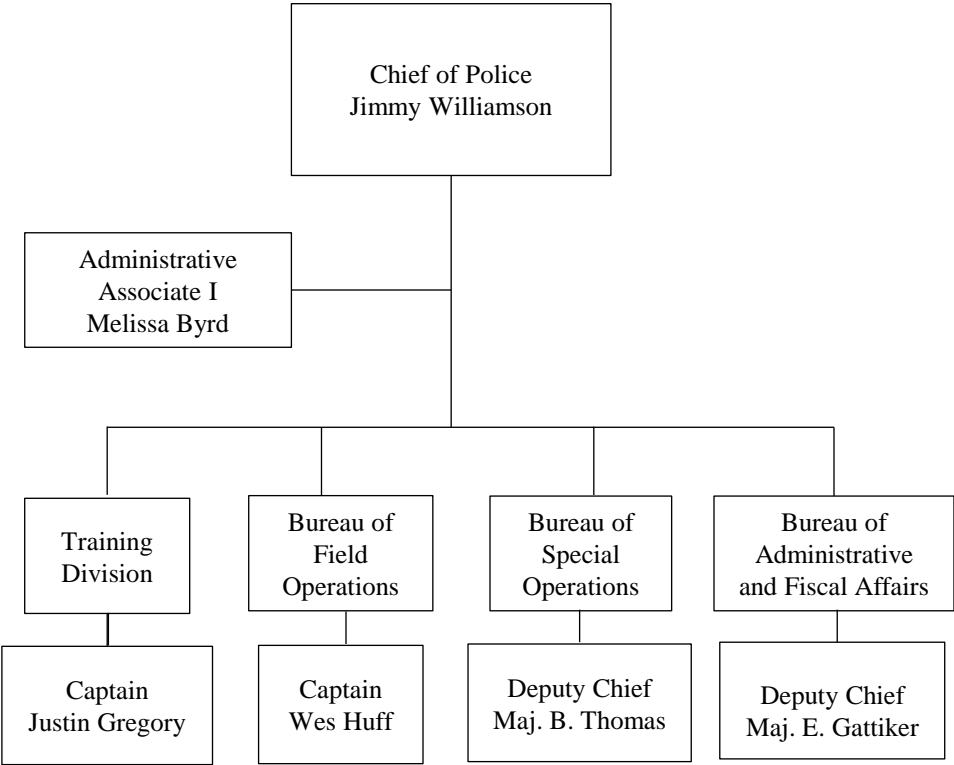 Chief of Police
Jimmy Williamson
Administrative
Associate I
Melissa Byrd
Training
Division
Bureau of
Field
Operations
Bureau of
Special
Operations
Bureau of
Administrative
and Fiscal Affairs
Captain
Justin Gregory
Captain
Wes Huff
Deputy Chief
Maj. B. Thomas
Deputy Chief
Maj. E. Gattiker